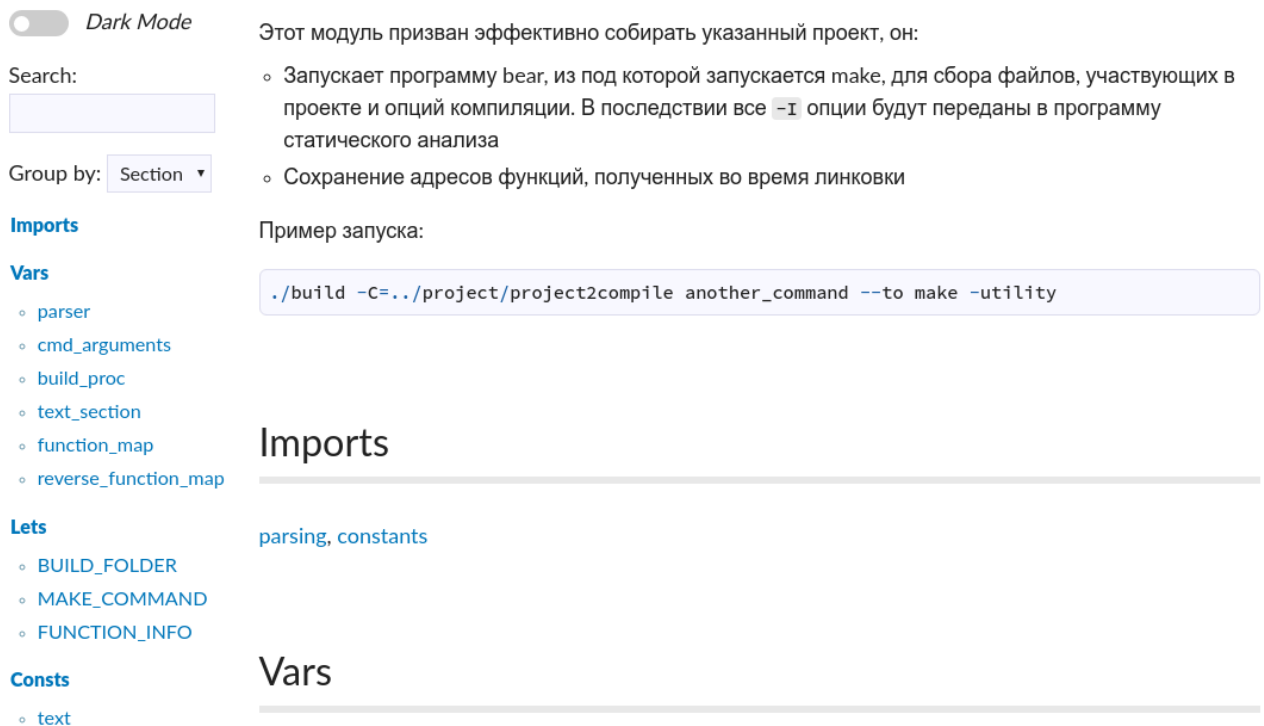 Dark Mode
Search:
Group by: Section
Imports
Vars
parser
cmd_arguments
build_proc
text_section
function_map
reverse_function_map
Lets
BUILD_FOLDER
MAKE_COMMAND
FUNCTION_INFO
Consts
text
Этот модуль призван эффективно собирать указанный проект, он:
Запускает программу bear, из под которой запускается make, для сбора файлов, участвующих в
проекте и опций компиляции. В последствии все -I опции будут переданы в программу
статического анализа
Сохранение адресов функций, полученных во время линковки
Пример запуска:
./build -C=../project/project2compile another_command --to make -utility
Imports
parsing, constants
Vars